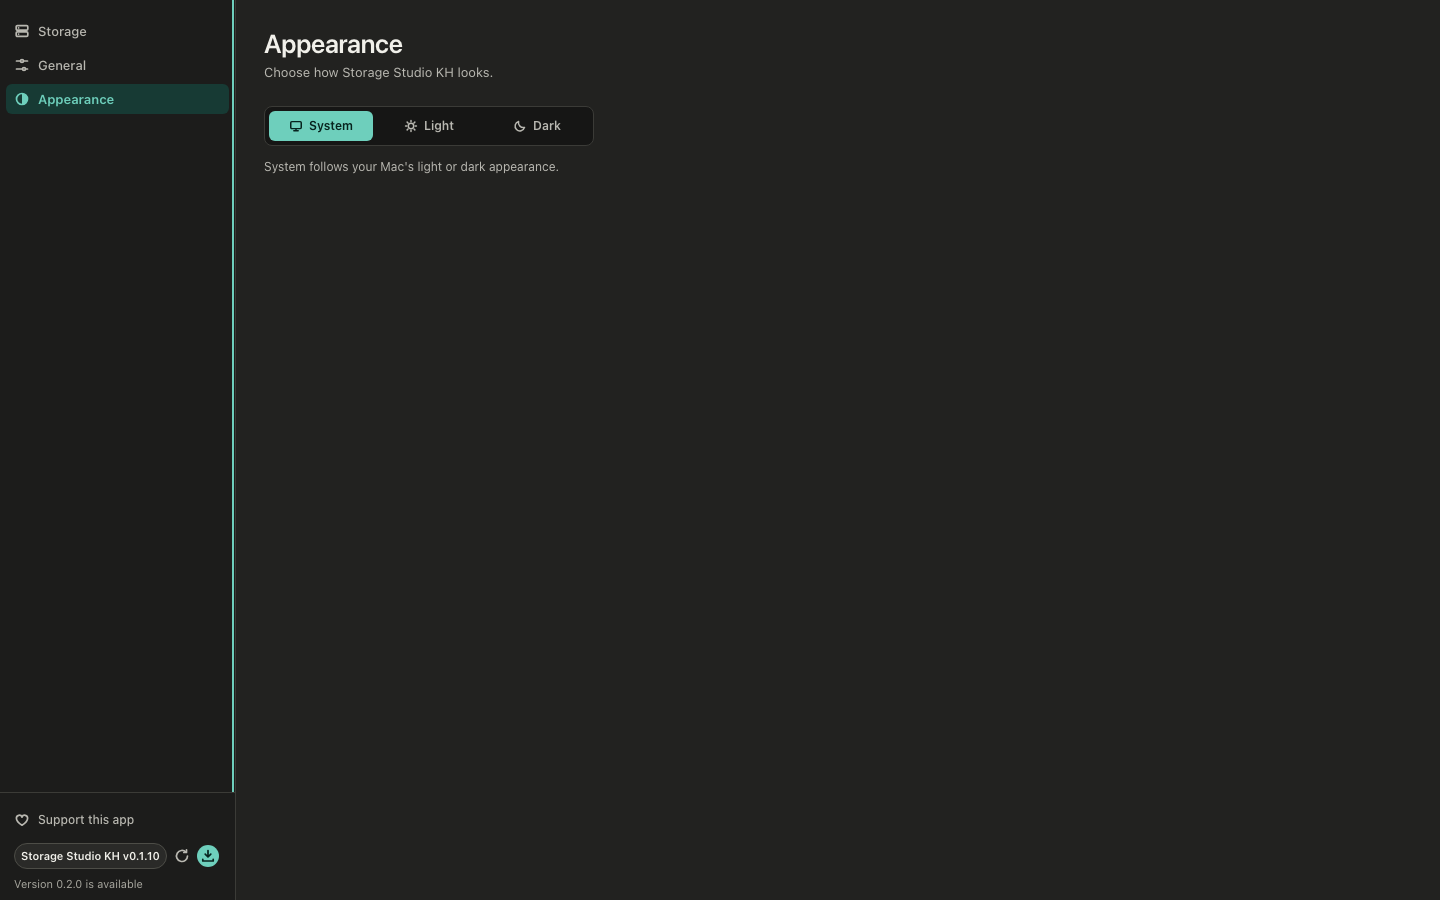 Storage
General
Appearance
Appearance
Choose how Storage Studio KH looks.
System
Light
Dark
System follows your Mac's light or dark appearance.
Support this app
Storage Studio KH v0.1.10
Version 0.2.0 is available